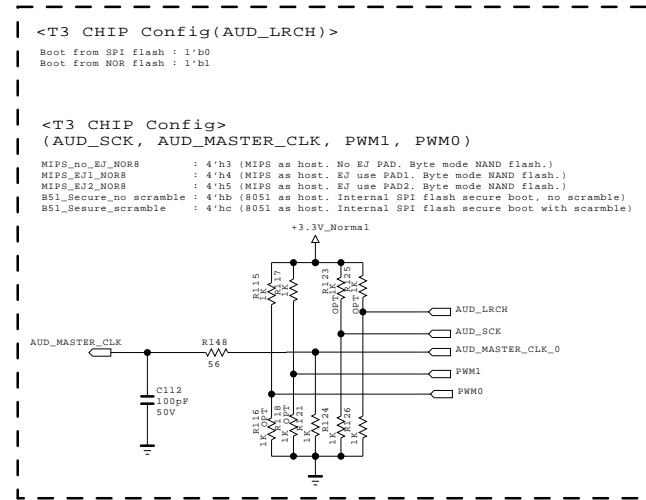 <T3 CHIP Config(AUD_LRCH)>
Boot from SPI flash : 1'b0
Boot from NOR flash : 1'b1
<T3 CHIP Config>
(AUD_SCK, AUD_MASTER_CLK, PWM1, PWM0)
MIPS_no_EJ_NOR8 : 4'h3 (MIPS as host. No EJ PAD. Byte mode NAND flash.)
MIPS_EJ1_NOR8 : 4'h4 (MIPS as host. EJ use PAD1. Byte mode NAND flash.)
MIPS_EJ2_NOR8 : 4'h5 (MIPS as host. EJ use PAD2. Byte mode NAND flash.)
B51_Secure_no scramble : 4'hb (8051 as host. Internal SPI flash secure boot, no scramble)
B51_Sesure_scramble : 4'hc (8051 as host. Internal SPI flash secure boot with scarmble)
+3.3V_Normal
R115
1K
R117
1K
R123
OPT 1K
R125
OPT 1K
AUD_LRCH
AUD_SCK
AUD_MASTER_CLK
R148
56
AUD_MASTER_CLK_0
PWM1
PWM0
C112
100pF
50V
R116
1K OPT
R118
1K OPT
R121
1K
R124
1K
R126
1K